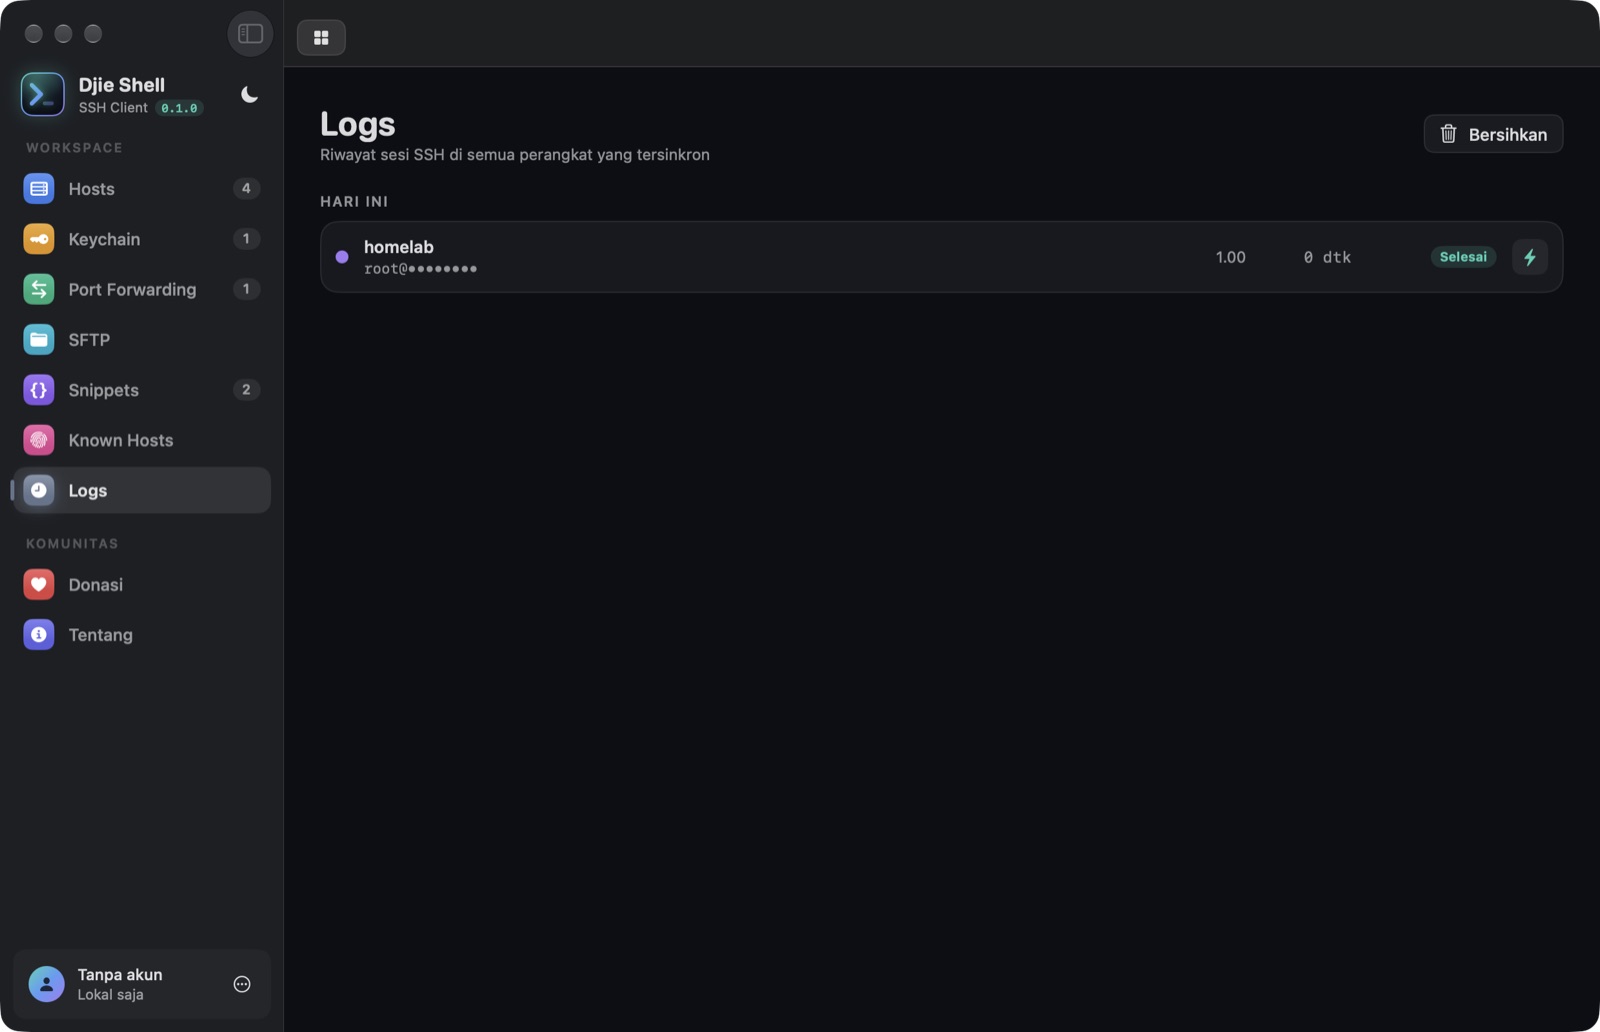 Djie Shell
SSH Client 0.1.0
WORKSPACE
Hosts 4
Keychain 1
Port Forwarding 1
SFTP
Snippets 2
Known Hosts
Logs
KOMUNITAS
Donasi
Tentang
Tanpa akun
Lokal saja
Logs
Riwayat sesi SSH di semua perangkat yang tersinkron
Bersihkan
HARI INI
homelab
root@••••••••
1.00 0 dtk Selesai